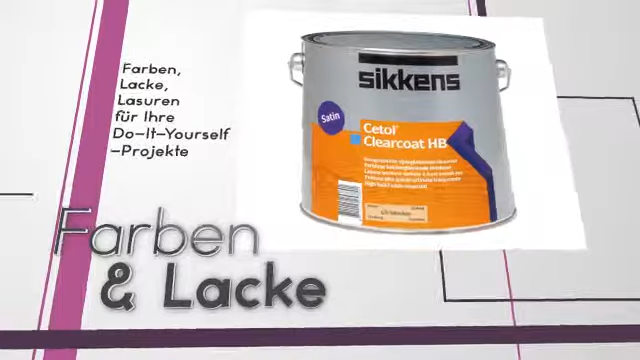 Farben,
Lacke,
Lasuren
für Ihre
Do-It-Yourself
-Projekte
sikkens
Satin
Cetol
Clearcoat HB
Farben
& Lacke